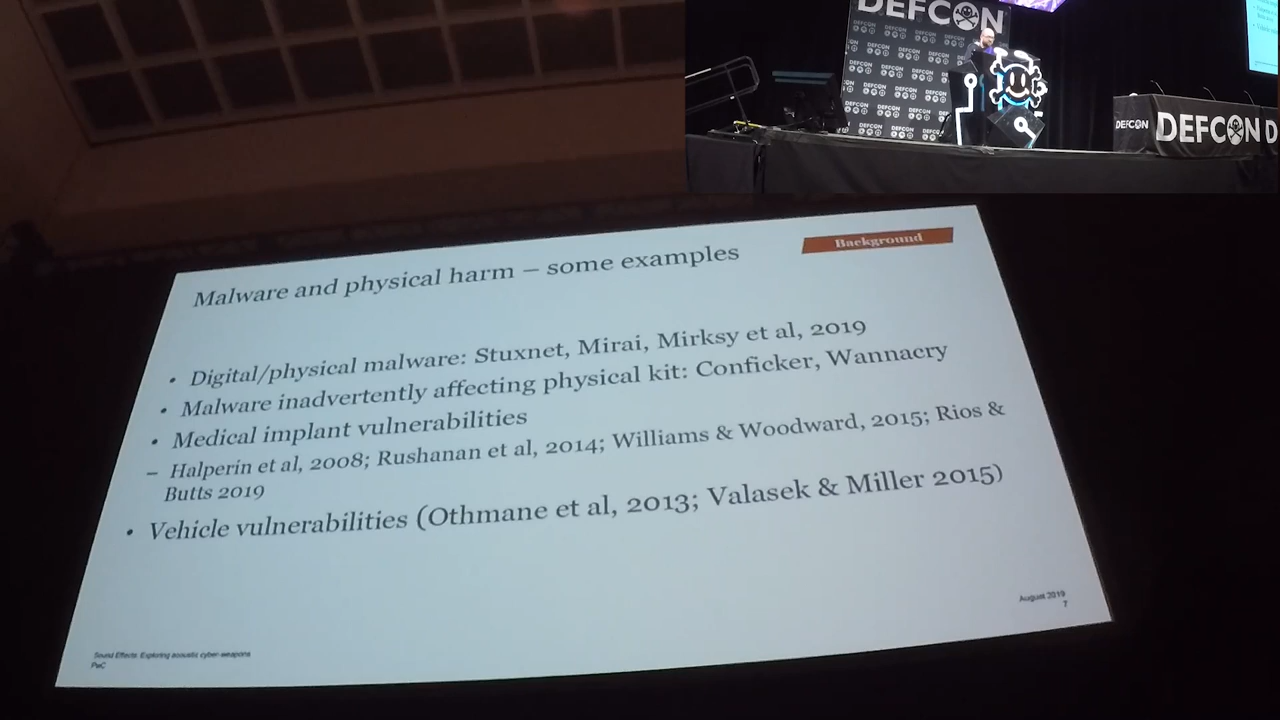 DEFCON
DEFCON
DEFCON
Background
Malware and physical harm – some examples
• Digital/physical malware: Stuxnet, Mirai, Mirksy et al, 2019
• Malware inadvertently affecting physical kit: Conficker, Wannacry
• Medical implant vulnerabilities
– Halperin et al, 2008; Rushanan et al, 2014; Williams & Woodward, 2015; Rios &
Butts 2019
• Vehicle vulnerabilities (Othmane et al, 2013; Valasek & Miller 2015)
August 2019
7
Sound Effects: Exploring acoustic cyber-weapons
PwC